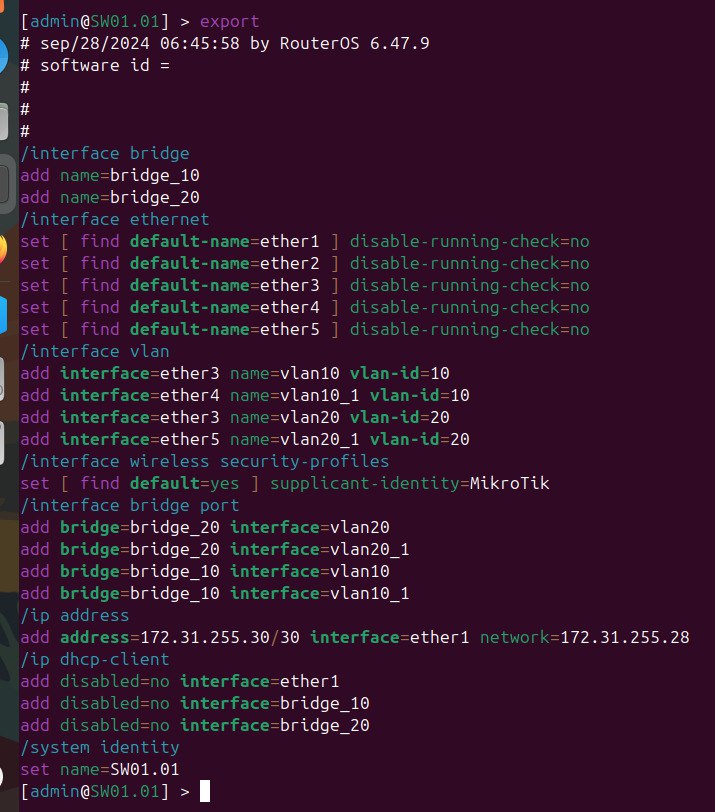 [admin@SW01.01] > export
# sep/28/2024 06:45:58 by RouterOS 6.47.9
# software id =
#
#
#
/interface bridge
add name=bridge_10
add name=bridge_20
/interface ethernet
set [ find default-name=ether1 ] disable-running-check=no
set [ find default-name=ether2 ] disable-running-check=no
set [ find default-name=ether3 ] disable-running-check=no
set [ find default-name=ether4 ] disable-running-check=no
set [ find default-name=ether5 ] disable-running-check=no
/interface vlan
add interface=ether3 name=vlan10 vlan-id=10
add interface=ether4 name=vlan10_1 vlan-id=10
add interface=ether3 name=vlan20 vlan-id=20
add interface=ether5 name=vlan20_1 vlan-id=20
/interface wireless security-profiles
set [ find default=yes ] supplicant-identity=MikroTik
/interface bridge port
add bridge=bridge_20 interface=vlan20
add bridge=bridge_20 interface=vlan20_1
add bridge=bridge_10 interface=vlan10
add bridge=bridge_10 interface=vlan10_1
/ip address
add address=172.31.255.30/30 interface=ether1 network=172.31.255.28
/ip dhcp-client
add disabled=no interface=ether1
add disabled=no interface=bridge_10
add disabled=no interface=bridge_20
/system identity
set name=SW01.01
[admin@SW01.01] >